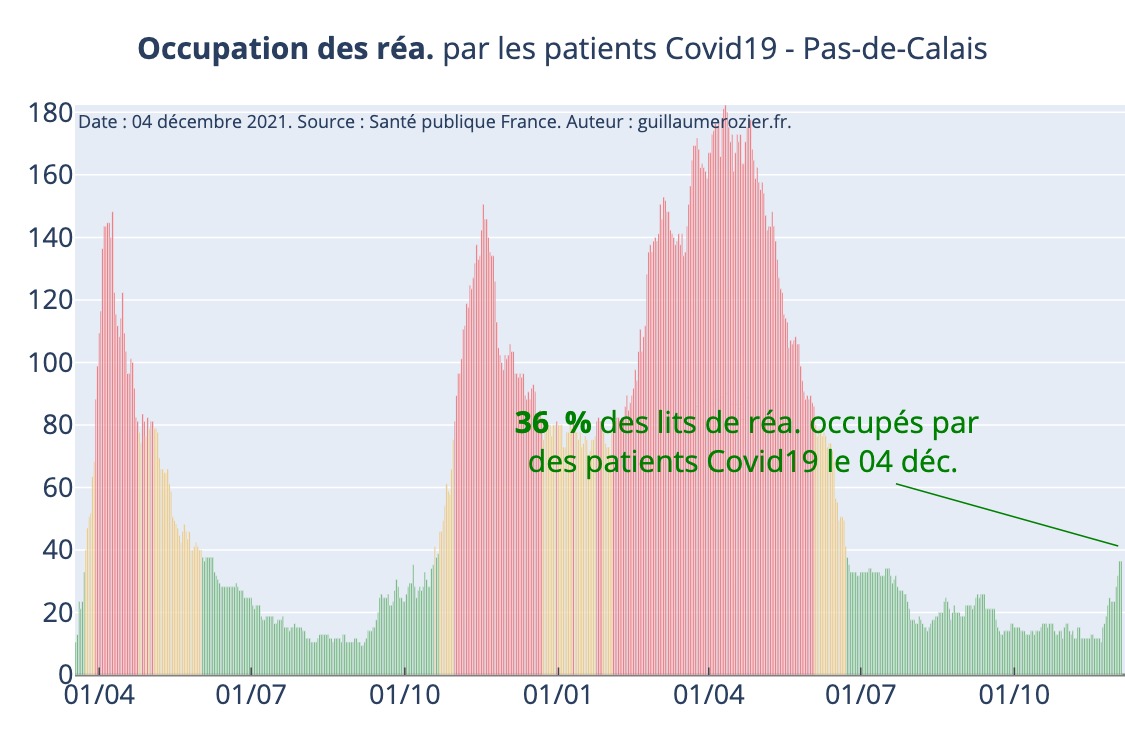 Occupation des réa. par les patients Covid19 - Pas-de-Calais
180
Date : 04 décembre 2021. Source : Santé publique France. Auteur : guillaumerozier.fr.
160
140
120
100
80
36 % des lits de réa. occupés par
des patients Covid19 le 04 déc.
60
40
20
0
01/04 01/07 01/10 01/01 01/04 01/07 01/10